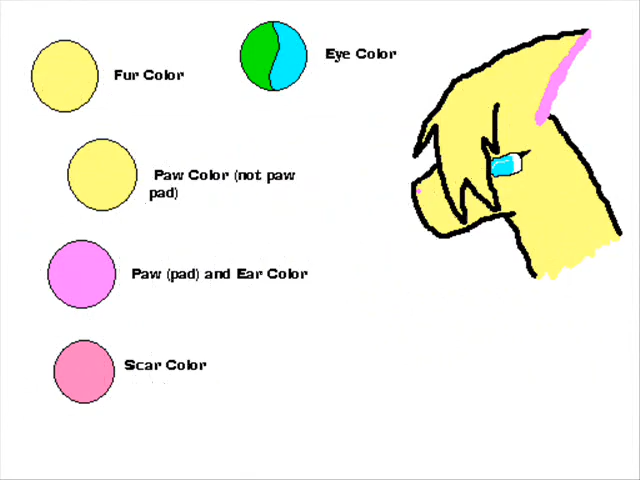 Fur Color
Eye Color
Paw Color (not paw
pad)
Paw (pad) and Ear Color
Scar Color